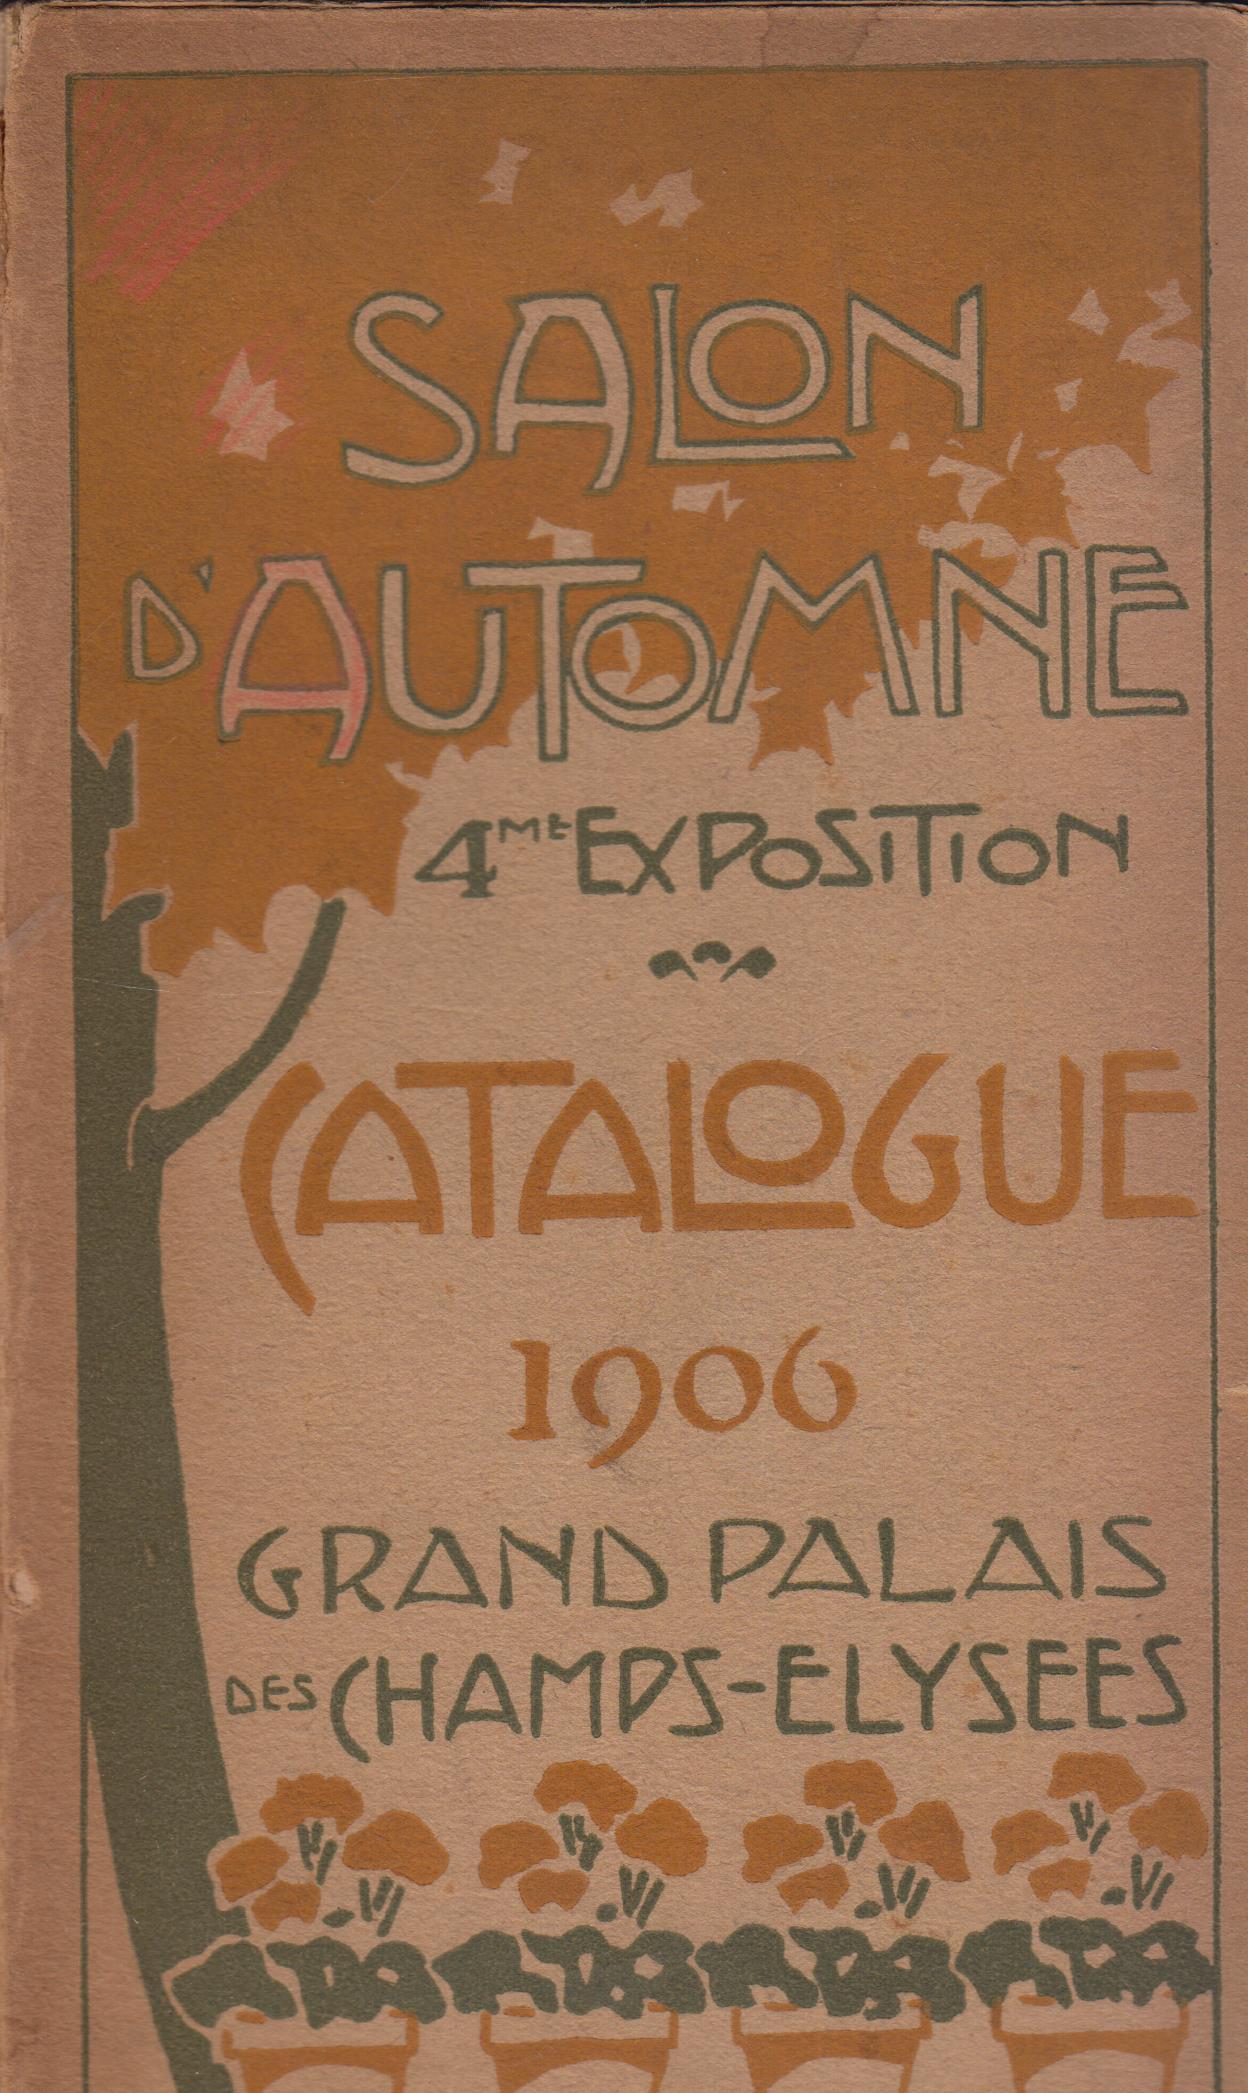 SALON
D'AUTOMNE
4ME EXPOSITION
CATALOGUE
1906
GRAND PALAIS
DES CHAMPS-ELYSEES